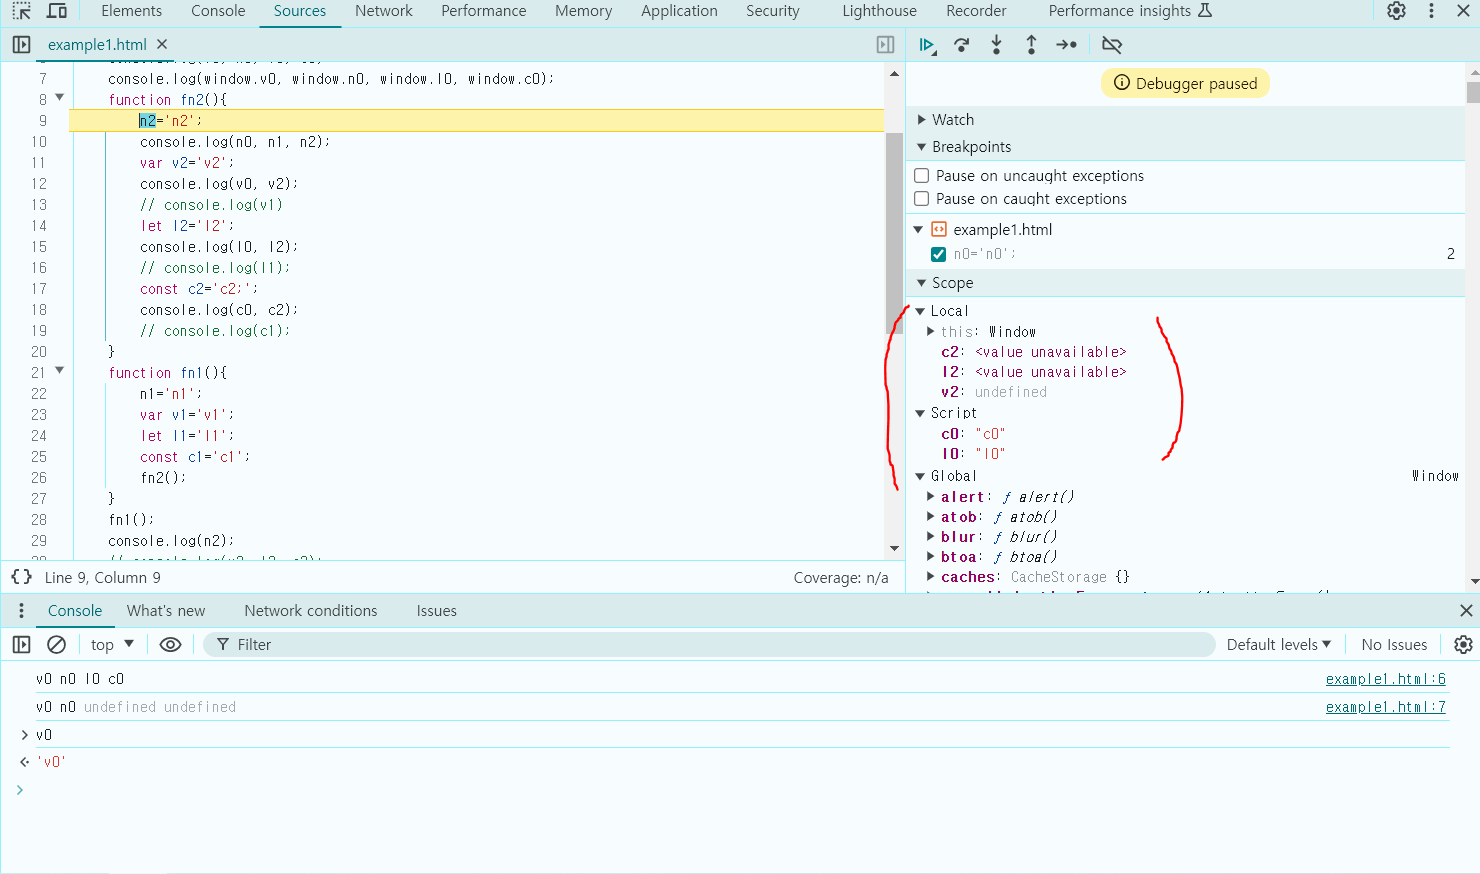 Elements Console Sources Network Performance Memory Application Security Lighthouse Recorder Performance insights
example1.html
7 console.log(window.v0, window.n0, window.l0, window.c0);
8 function fn2(){
9 n2='n2';
10 console.log(n0, n1, n2);
11 var v2='v2';
12 console.log(v0, v2);
13 // console.log(v1)
14 let l2='l2';
15 console.log(l0, l2);
16 // console.log(l1);
17 const c2='c2;';
18 console.log(c0, c2);
19 // console.log(c1);
20 }
21 function fn1(){
22 n1='n1';
23 var v1='v1';
24 let l1='l1';
25 const c1='c1';
26 fn2();
27 }
28 fn1();
29 console.log(n2);
{} Line 9, Column 9 Coverage: n/a
Debugger paused
Watch
Breakpoints
Pause on uncaught exceptions
Pause on caught exceptions
example1.html
n0='n0'; 2
Scope
Local
this: Window
c2: <value unavailable>
l2: <value unavailable>
v2: undefined
Script
c0: "c0"
l0: "l0"
Global Window
alert: ƒ alert()
atob: ƒ atob()
blur: ƒ blur()
btoa: ƒ btoa()
caches: CacheStorage {}
Console What's new Network conditions Issues
top Filter Default levels No Issues
v0 n0 l0 c0 example1.html:6
v0 n0 undefined undefined example1.html:7
v0
'v0'